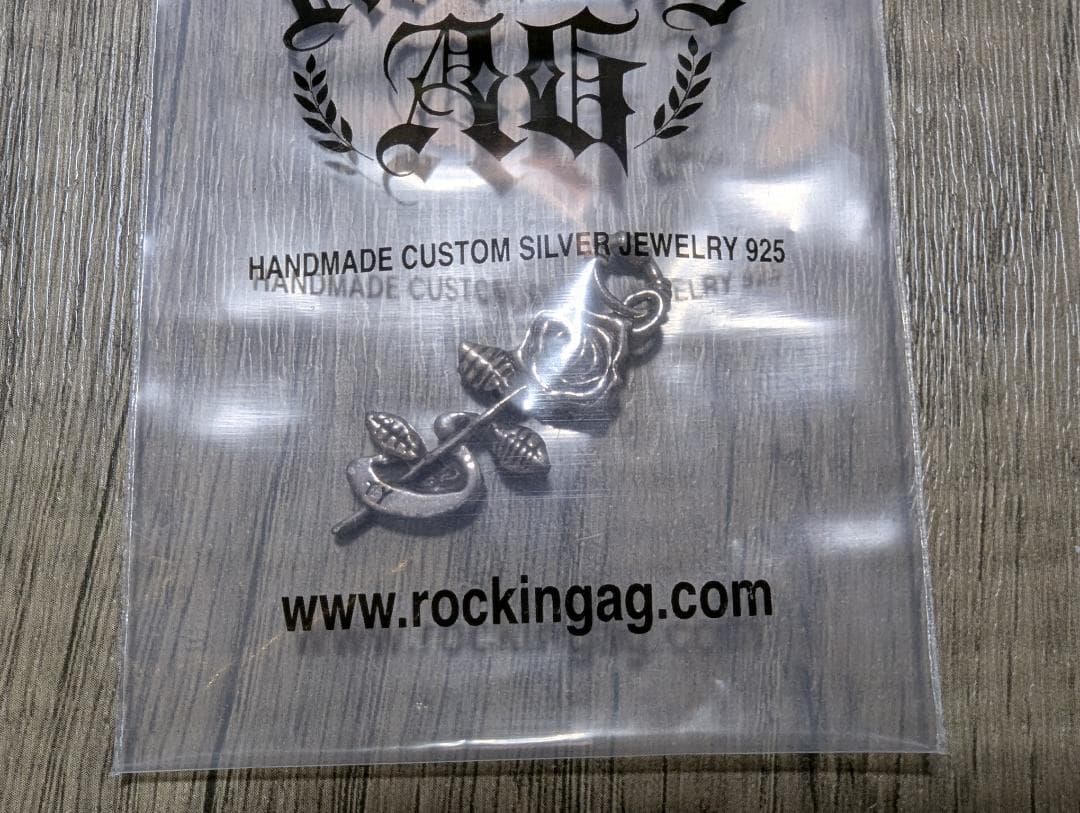 AG
HANDMADE CUSTOM SILVER JEWELRY 925
www.rockingag.com